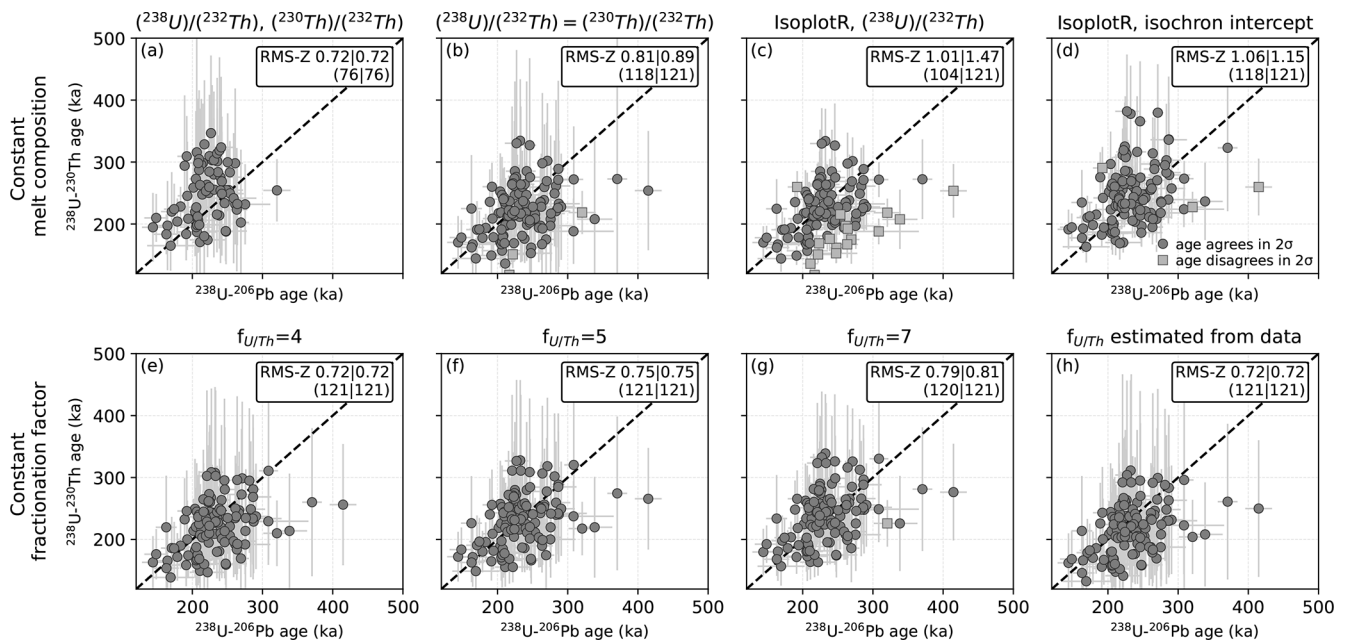 (²³⁸U)/(²³²Th), (²³⁰Th)/(²³²Th)
(²³⁸U)/(²³²Th) = (²³⁰Th)/(²³²Th)
IsoplotR, (²³⁸U)/(²³²Th)
IsoplotR, isochron intercept
Constant
melt composition
²³⁸U-²³⁰Th age (ka)
500
400
300
200
(a)
RMS-Z 0.72|0.72
(76|76)
(b)
RMS-Z 0.81|0.89
(118|121)
(c)
RMS-Z 1.01|1.47
(104|121)
(d)
RMS-Z 1.06|1.15
(118|121)
age agrees in 2σ
age disagrees in 2σ
²³⁸U-²⁰⁶Pb age (ka)
²³⁸U-²⁰⁶Pb age (ka)
²³⁸U-²⁰⁶Pb age (ka)
²³⁸U-²⁰⁶Pb age (ka)
f_U/Th=4
f_U/Th=5
f_U/Th=7
f_U/Th estimated from data
Constant
fractionation factor
²³⁸U-²³⁰Th age (ka)
500
400
300
200
(e)
RMS-Z 0.72|0.72
(121|121)
(f)
RMS-Z 0.75|0.75
(121|121)
(g)
RMS-Z 0.79|0.81
(120|121)
(h)
RMS-Z 0.72|0.72
(121|121)
200 300 400 500
200 300 400 500
200 300 400 500
200 300 400 500
²³⁸U-²⁰⁶Pb age (ka)
²³⁸U-²⁰⁶Pb age (ka)
²³⁸U-²⁰⁶Pb age (ka)
²³⁸U-²⁰⁶Pb age (ka)